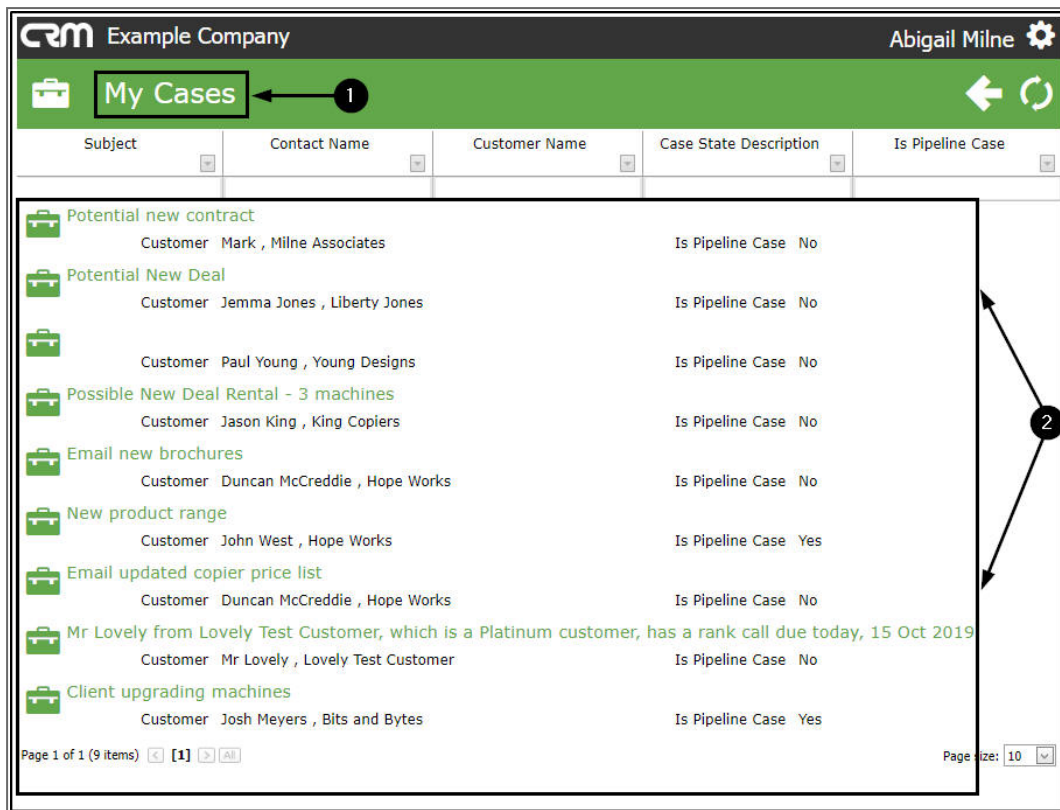 CRM Example Company Abigail Milne
My Cases 1
Subject Contact Name Customer Name Case State Description Is Pipeline Case
Potential new contract
Customer Mark , Milne Associates Is Pipeline Case No
Potential New Deal
Customer Jemma Jones , Liberty Jones Is Pipeline Case No
Customer Paul Young , Young Designs Is Pipeline Case No
Possible New Deal Rental - 3 machines
Customer Jason King , King Copiers Is Pipeline Case No
2
Email new brochures
Customer Duncan McCreddie , Hope Works Is Pipeline Case No
New product range
Customer John West , Hope Works Is Pipeline Case Yes
Email updated copier price list
Customer Duncan McCreddie , Hope Works Is Pipeline Case No
Mr Lovely from Lovely Test Customer, which is a Platinum customer, has a rank call due today, 15 Oct 2019
Customer Mr Lovely , Lovely Test Customer Is Pipeline Case No
Client upgrading machines
Customer Josh Meyers , Bits and Bytes Is Pipeline Case Yes
Page 1 of 1 (9 items) < [1] > All Page size: 10